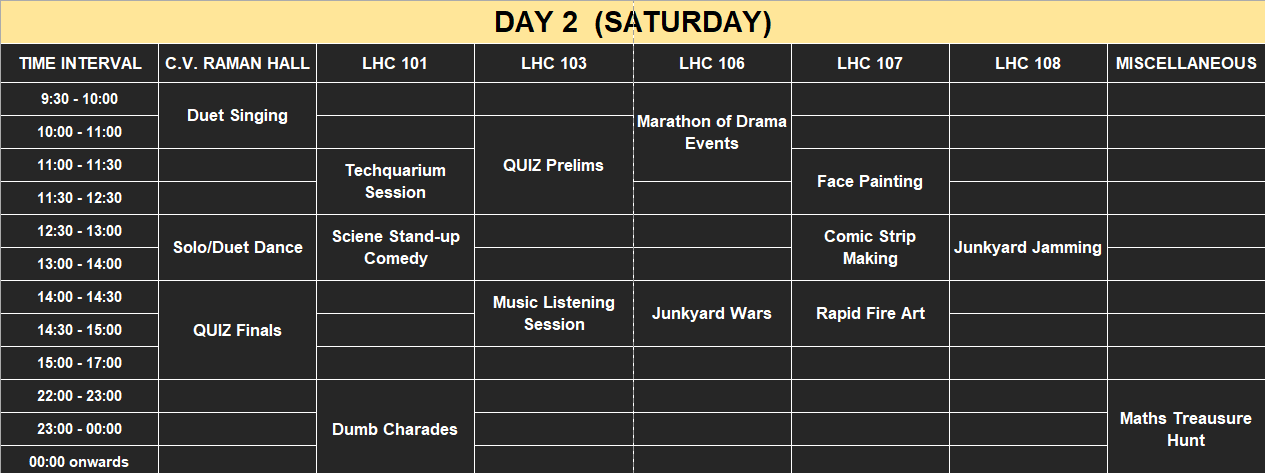 DAY 2 (SATURDAY)
TIME INTERVAL C.V. RAMAN HALL LHC 101 LHC 103 LHC 106 LHC 107 LHC 108 MISCELLANEOUS
9:30 - 10:00
Duet Singing
10:00 - 11:00
Marathon of Drama
Events
11:00 - 11:30
Techquarium
Session
QUIZ Prelims
Face Painting
11:30 - 12:30
12:30 - 13:00
Solo/Duet Dance
Sciene Stand-up
Comedy
Comic Strip
Making
Junkyard Jamming
13:00 - 14:00
14:00 - 14:30
QUIZ Finals
Music Listening
Session
Junkyard Wars
Rapid Fire Art
14:30 - 15:00
15:00 - 17:00
22:00 - 23:00
Dumb Charades
Maths Treausure
Hunt
23:00 - 00:00
00:00 onwards